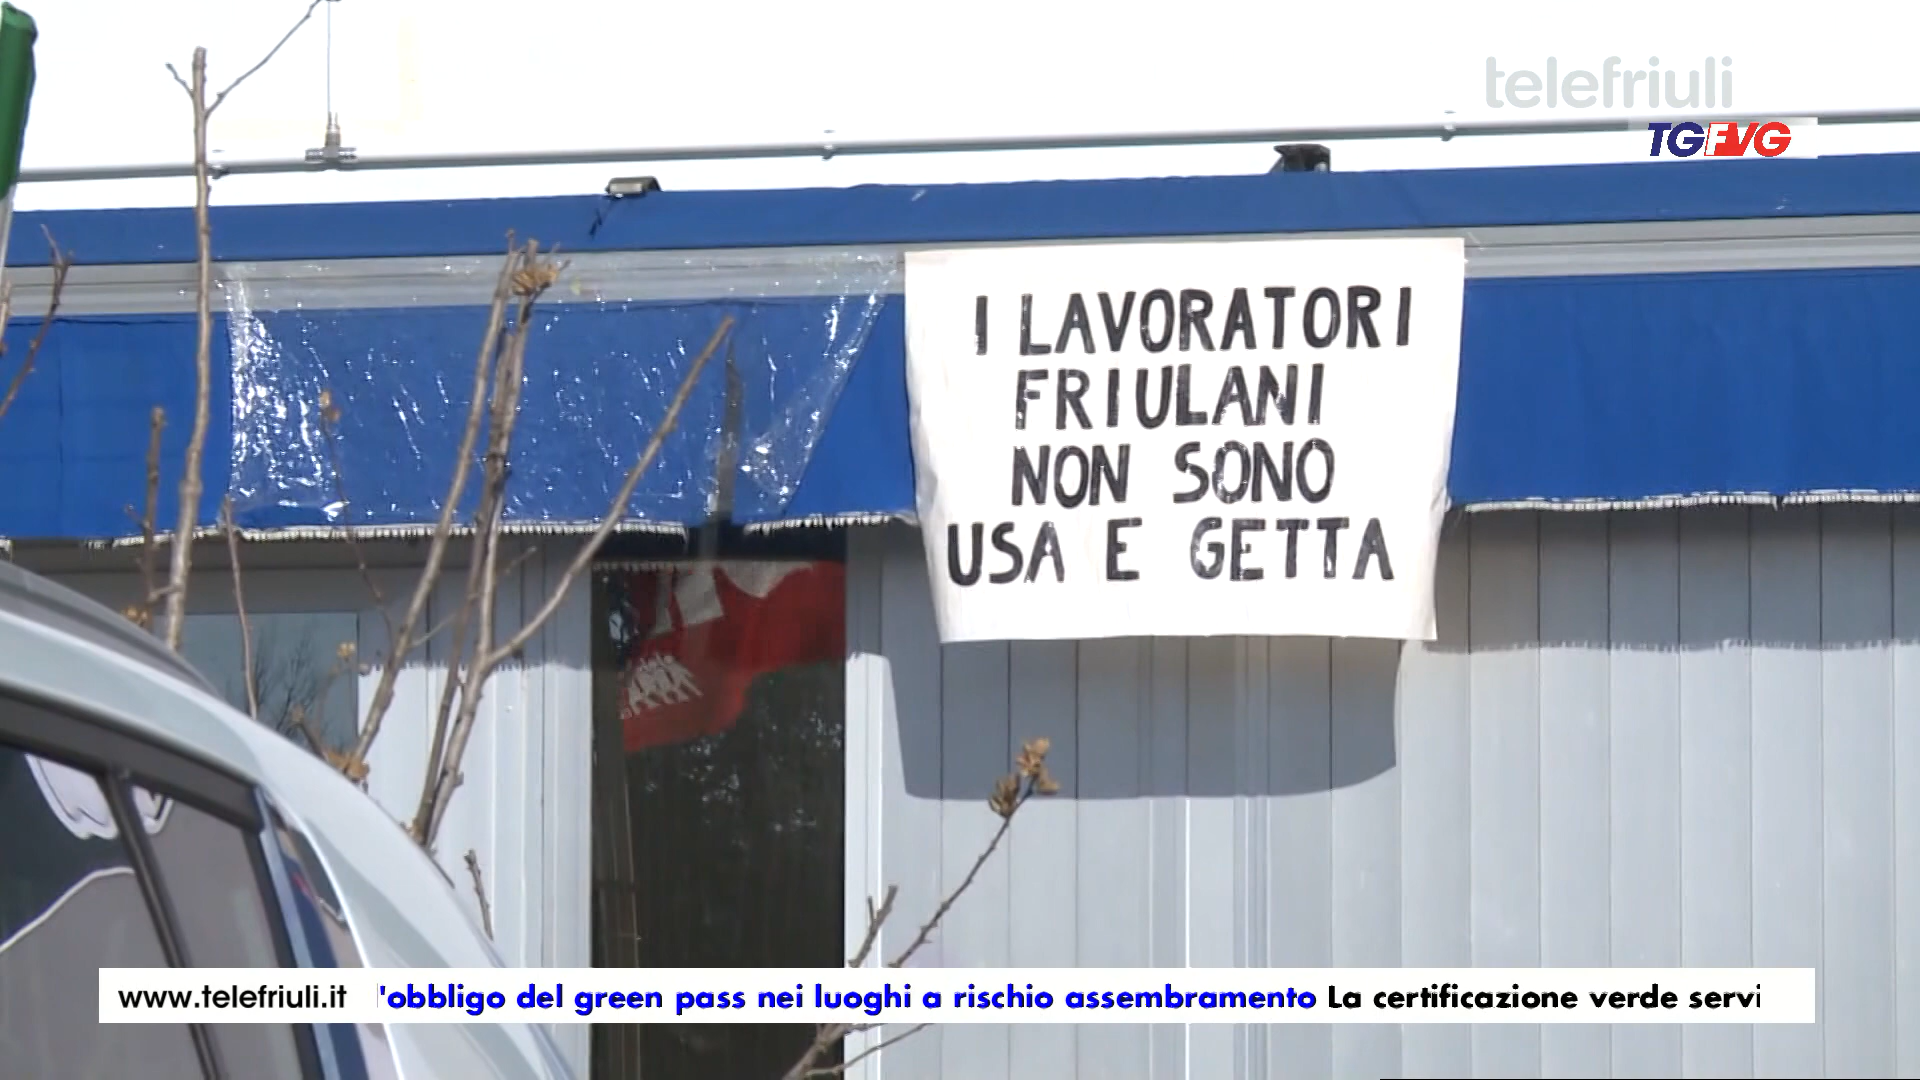 telefriuli
TGFVG
I LAVORATORI
FRIULANI
NON SONO
USA E GETTA
www.telefriuli.it 'obbligo del green pass nei luoghi a rischio assembramento La certificazione verde servi